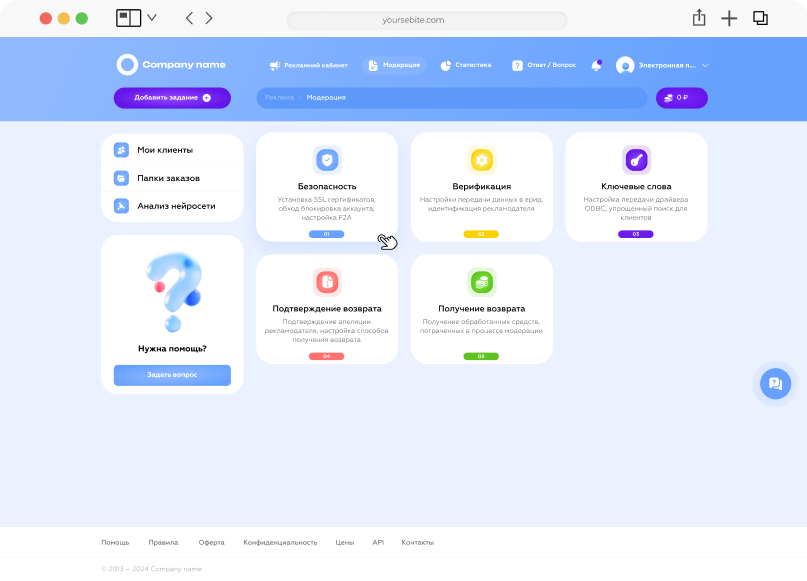 yoursebite.com
Company name
Рекламний кабинет
Модерация
Статистика
Ответ / Вопрос
Электронная п...
Добавить задание
Реклама
Модерация
0 ₽
Мои клиенты
Папки заказов
Анализ нейросети
Безопасность
Установка SSL сертификатов,
обход блокировка аккаунта,
настройка F2A
01
Верификация
Настройки передачи данных в ерид,
идентификация рекламодателя
02
Ключевые слова
Настройка передачи драйвера
ODBC, упрощенный поиск для
клиентов
03
Подтверждение возврата
Подтверждение апеляции
рекламодателя, настройка способов
получения возврата
04
Получение возврата
Получение обработанных средств,
потраченных в процессе модерации
05
Нужна помощь?
Задать вопрос
Помощь
Правила
Оферта
Конфиденциальность
Цены
API
Контакты
© 2013 – 2024 Company name